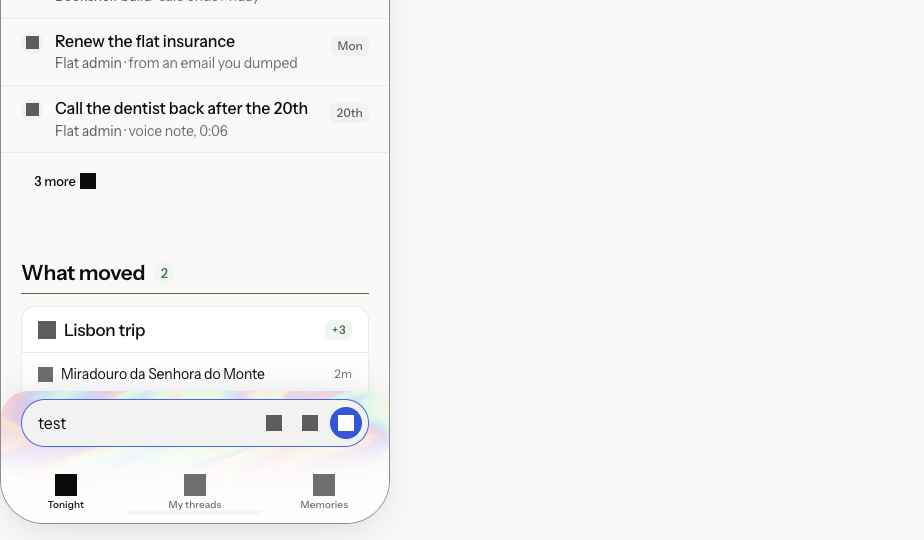 Renew the flat insurance
Mon
Flat admin · from an email you dumped
Call the dentist back after the 20th
20th
Flat admin · voice note, 0:06
3 more
What moved 2
Lisbon trip
+3
Miradouro da Senhora do Monte
2m
test
Tonight
My threads
Memories